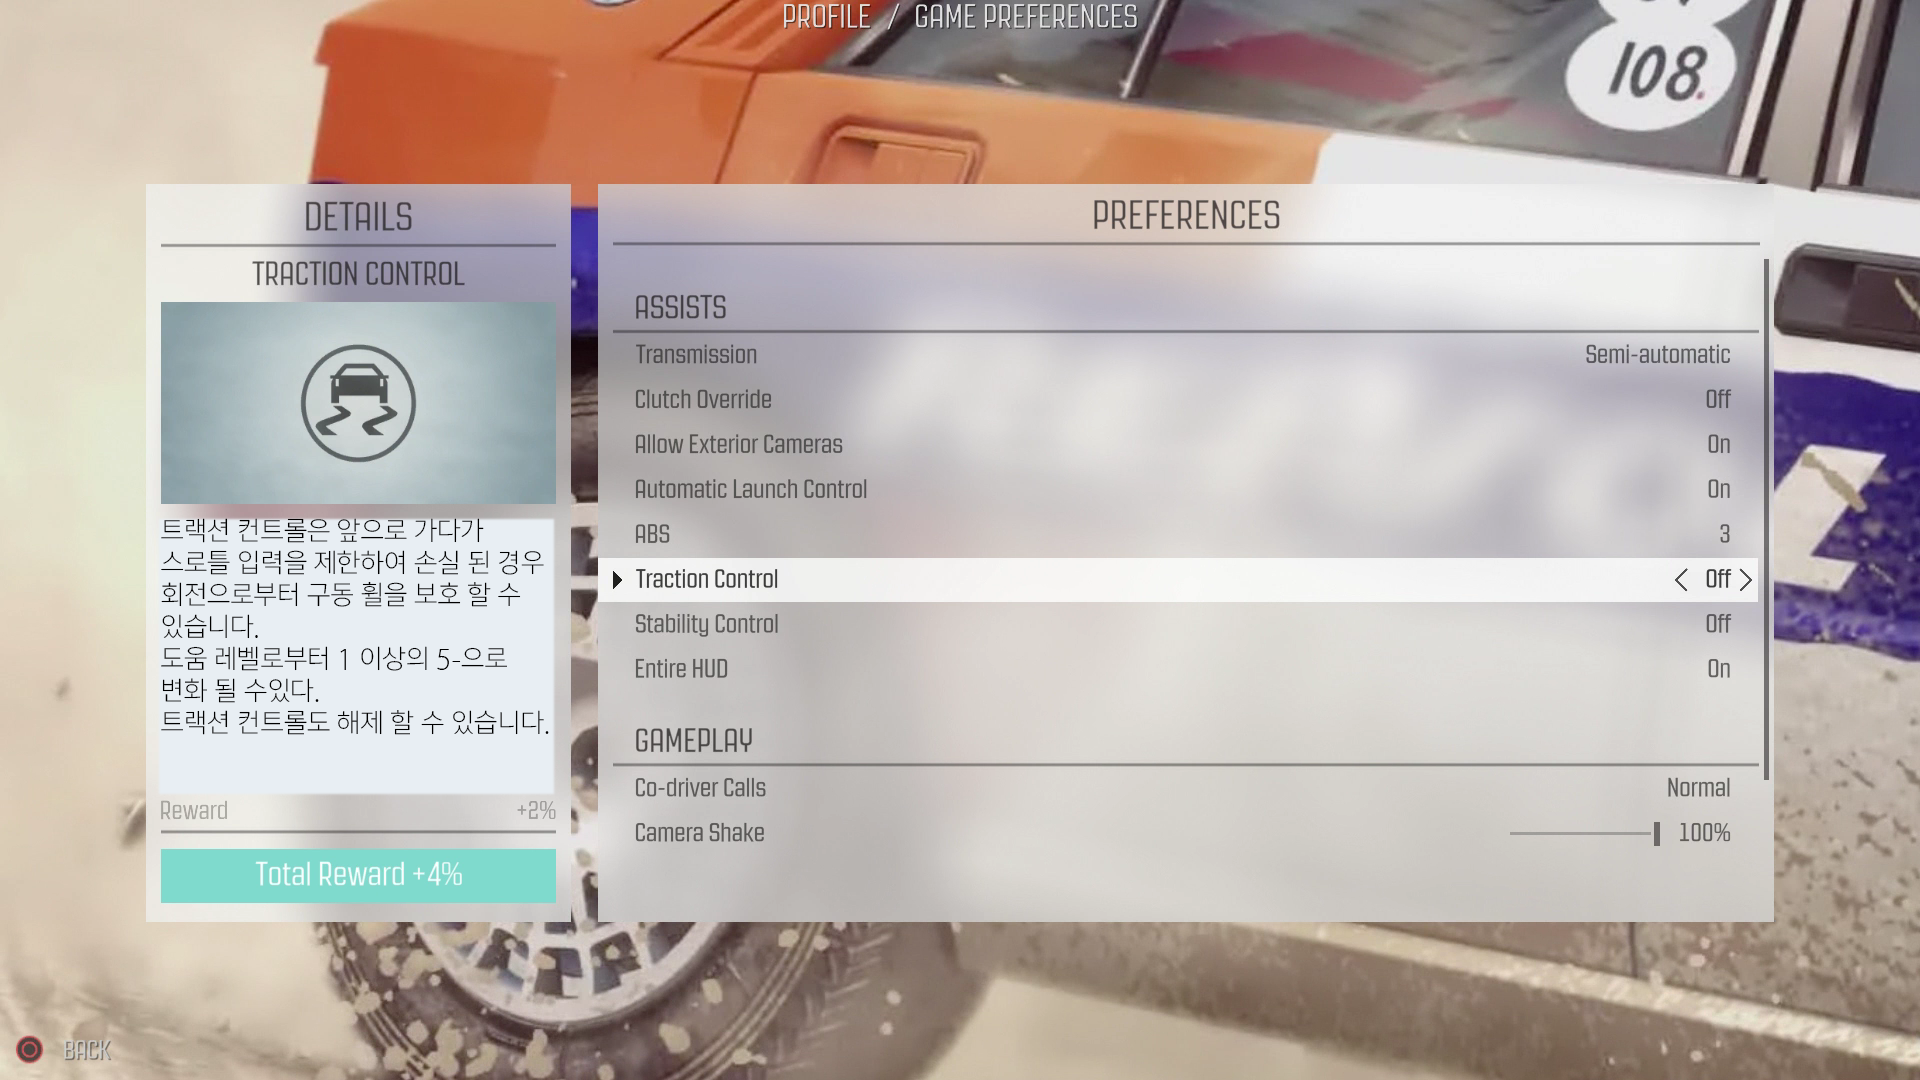 PROFILE / GAME PREFERENCES
108.
DETAILS
TRACTION CONTROL
트랙션 컨트롤은 앞으로 가다가
스로틀 입력을 제한하여 손실 된 경우
회전으로부터 구동 휠을 보호 할 수
있습니다.
도움 레벨로부터 1 이상의 5-으로
변화 될 수있다.
트랙션 컨트롤도 해제 할 수 있습니다.
Reward +2%
Total Reward +4%
PREFERENCES
ASSISTS
Transmission Semi-automatic
Clutch Override Off
Allow Exterior Cameras On
Automatic Launch Control On
ABS 3
Traction Control < Off >
Stability Control Off
Entire HUD On
GAMEPLAY
Co-driver Calls Normal
Camera Shake 100%
BACK